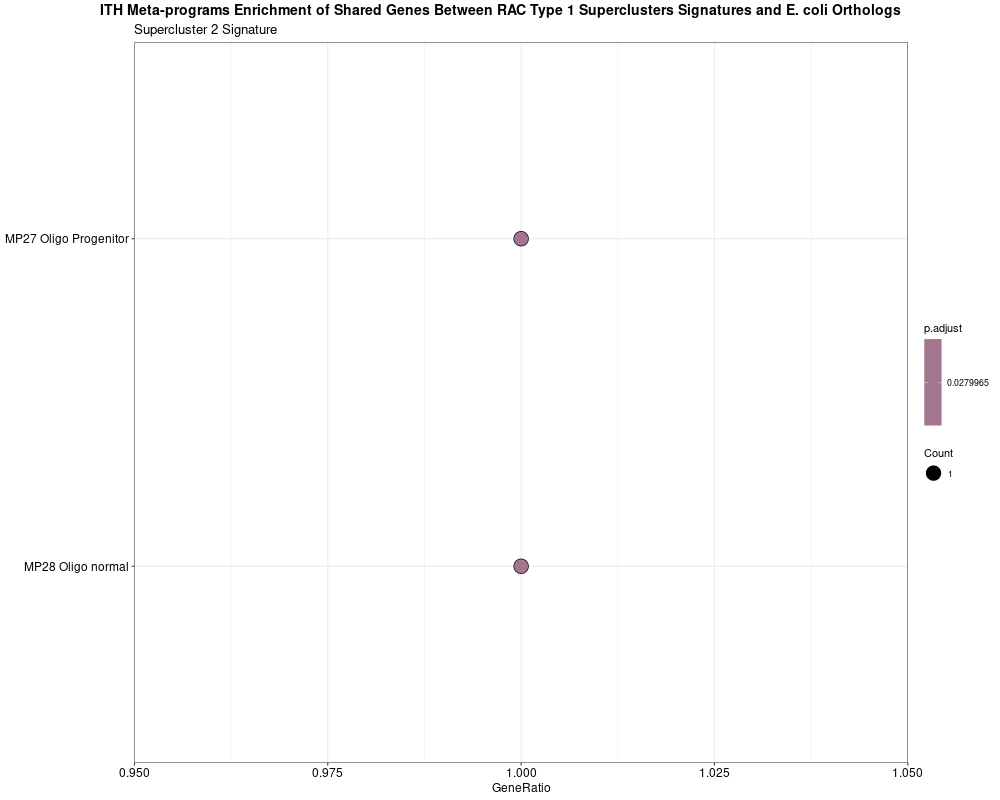 ITH Meta-programs Enrichment of Shared Genes Between RAC Type 1 Superclusters Signatures and E. coli Orthologs
Supercluster 2 Signature
MP27 Oligo Progenitor
MP28 Oligo normal
0.950
0.975
1.000
1.025
1.050
GeneRatio
p.adjust
0.0279965
Count
1